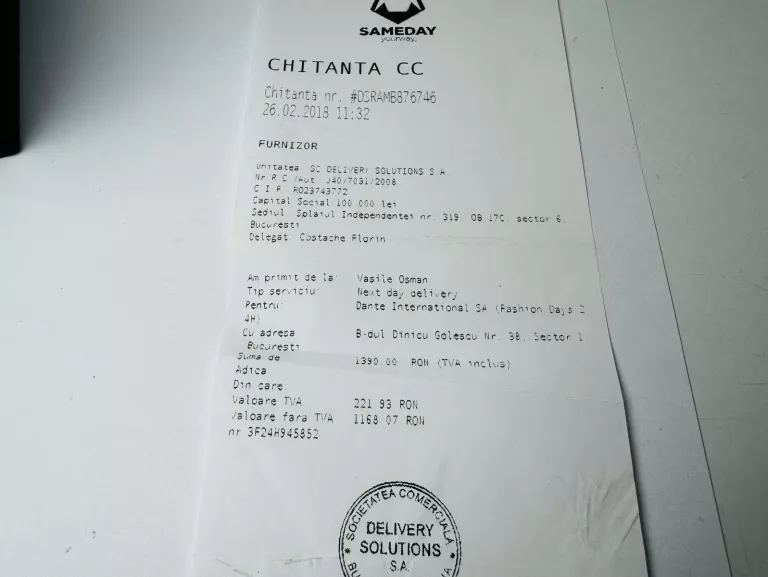 SAMEDAY
yourway.
CHITANTA CC
Chitanta nr. #DSRAMB876746
26.02.2018 11:32
FURNIZOR
Unitatea SC DELIVERY SOLUTIONS S.A.
Nr R.C./Aut. J40/7031/2008
C I F. RO23743772
Capital Social 100 000 lei
Sediul Splaiul Independentei nr. 319 OB 17C, sector 6,
Bucuresti
Delegat Costache Florin
Am primit de la: Vasile Osman
Tip serviciu: Next day delivery
Pentru: Dante International SA (Fashion Days 2
4H)
Cu adresa B-dul Dinicu Golescu Nr. 38, Sector 1
Bucuresti
Suma de 1390.00 RON (TVA inclus)
Adica
Din care:
Valoare TVA 221 93 RON
Valoare fara TVA 1168 07 RON
nr 3F24H945852
SOCIETATEA COMERCIALA
DELIVERY
SOLUTIONS
S.A.